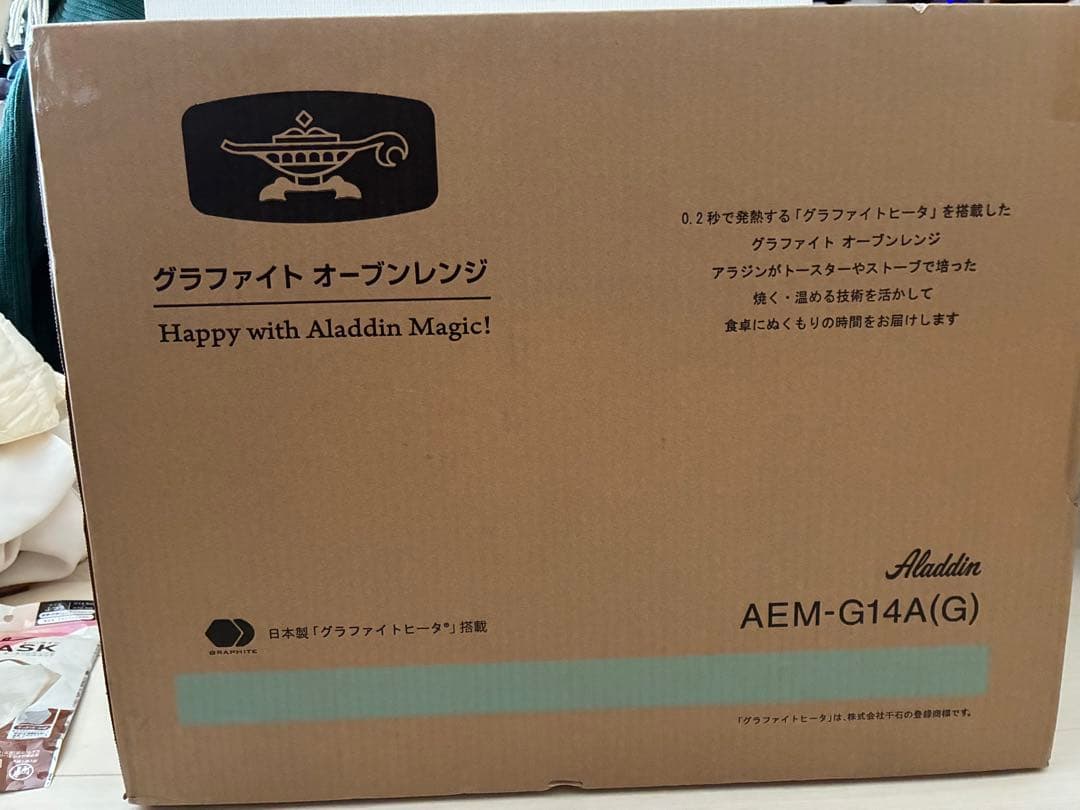 グラファイト オーブンレンジ
Happy with Aladdin Magic!
0.2秒で発熱する「グラファイトヒータ」を搭載した
グラファイト オーブンレンジ
アラジンがトースターやストーブで培った
焼く・温める技術を活かして
食卓にぬくもりの時間をお届けします
Aladdin
AEM-G14A(G)
GRAPHITE
日本製「グラファイトヒータ®」搭載
「グラファイトヒータ」は、株式会社千石の登録商標です。
ASK